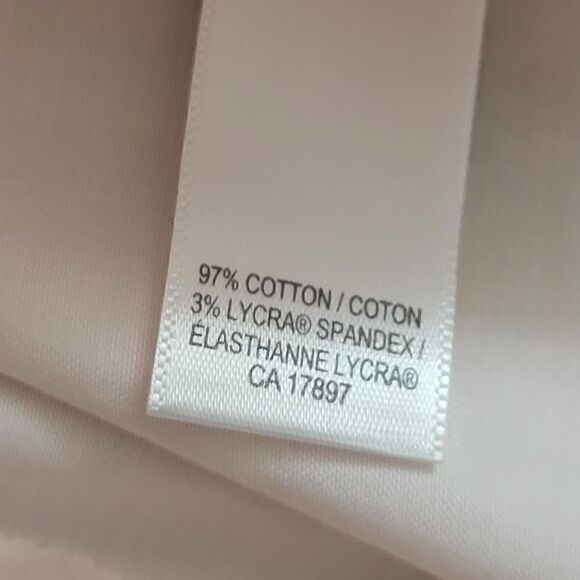 97% COTTON / COTON
3% LYCRA® SPANDEX /
ÉLASTHANNE LYCRA®
CA 17897